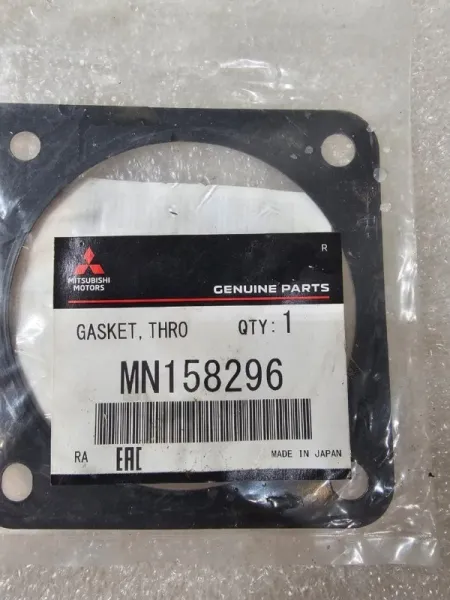 R
MITSUBISHI
MOTORS
GENUINE PARTS
GASKET, THRO QTY: 1
MN158296
RA EAC MADE IN JAPAN